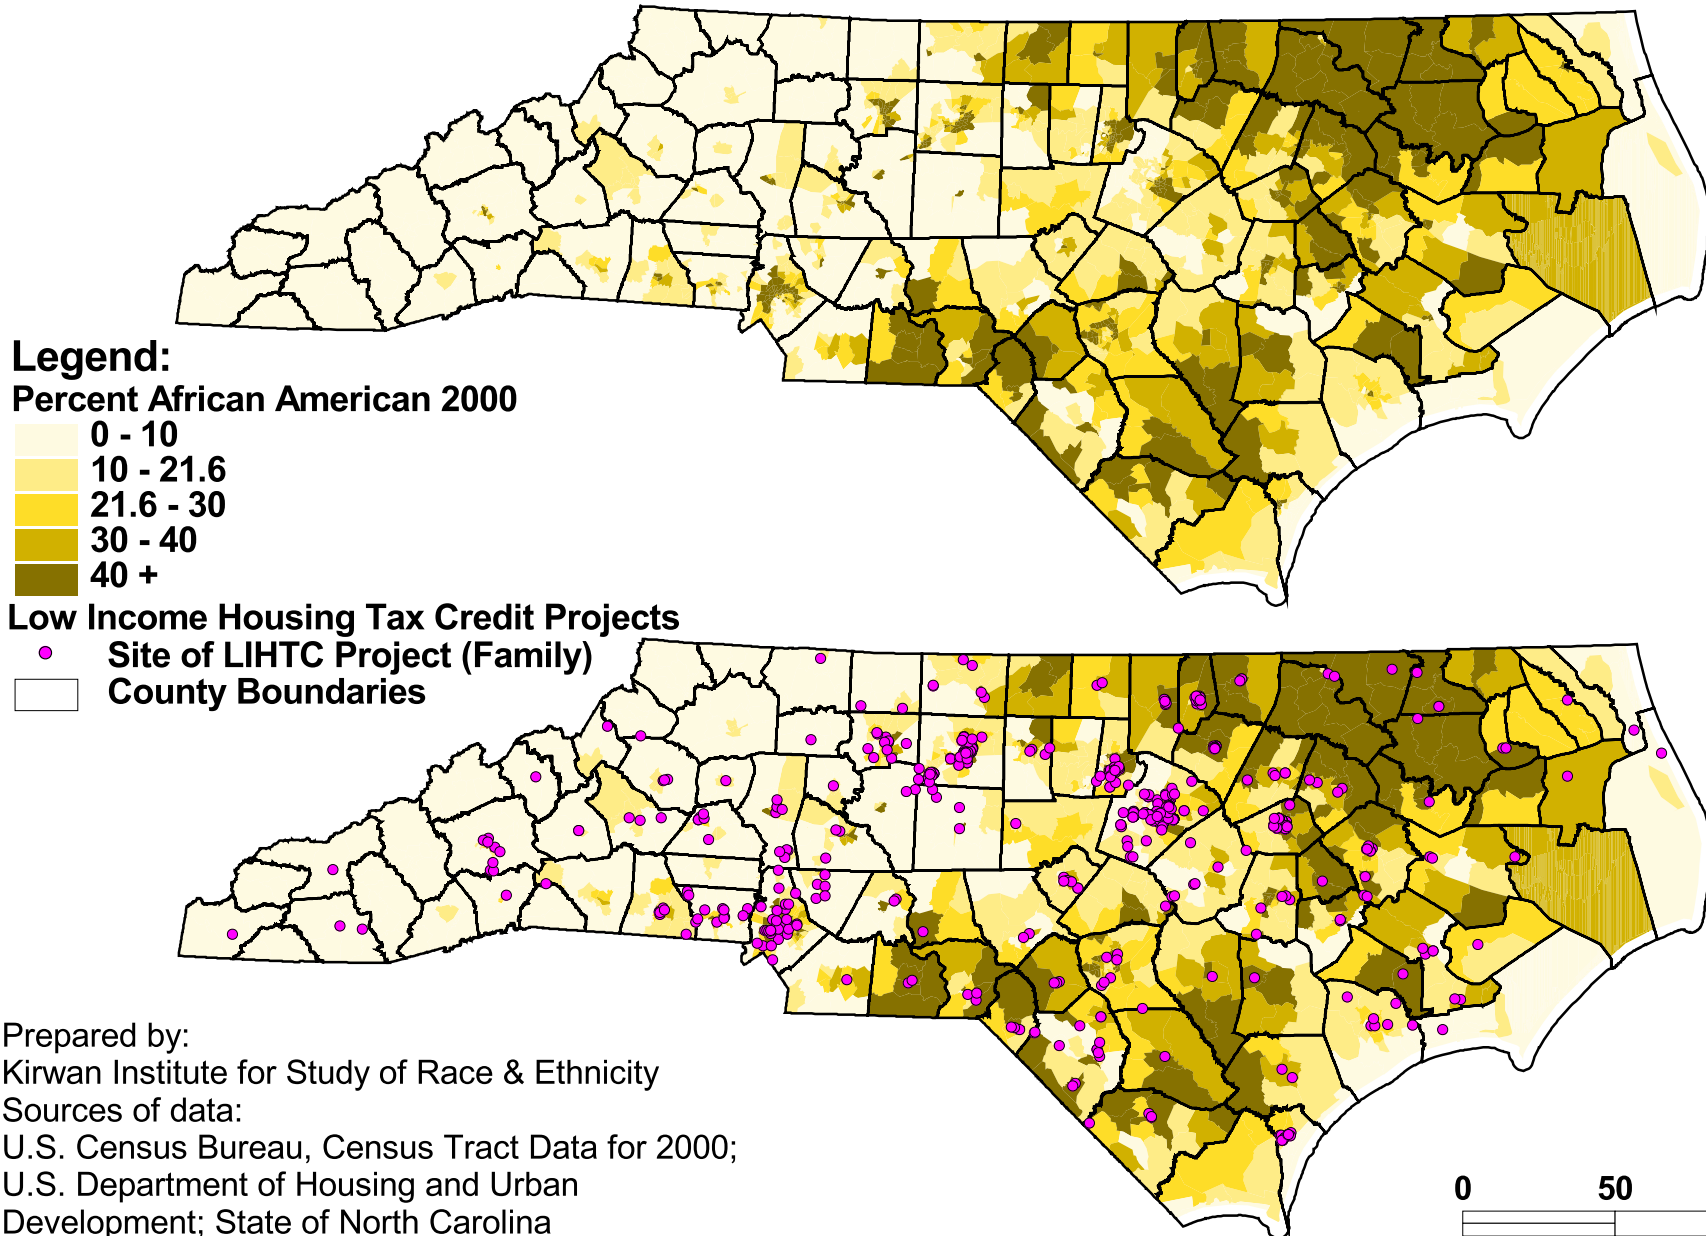 Legend:
Percent African American 2000
0 - 10
10 - 21.6
21.6 - 30
30 - 40
40 +
Low Income Housing Tax Credit Projects
Site of LIHTC Project (Family)
County Boundaries
Prepared by:
Kirwan Institute for Study of Race & Ethnicity
Sources of data:
U.S. Census Bureau, Census Tract Data for 2000;
U.S. Department of Housing and Urban
Development; State of North Carolina
0 50